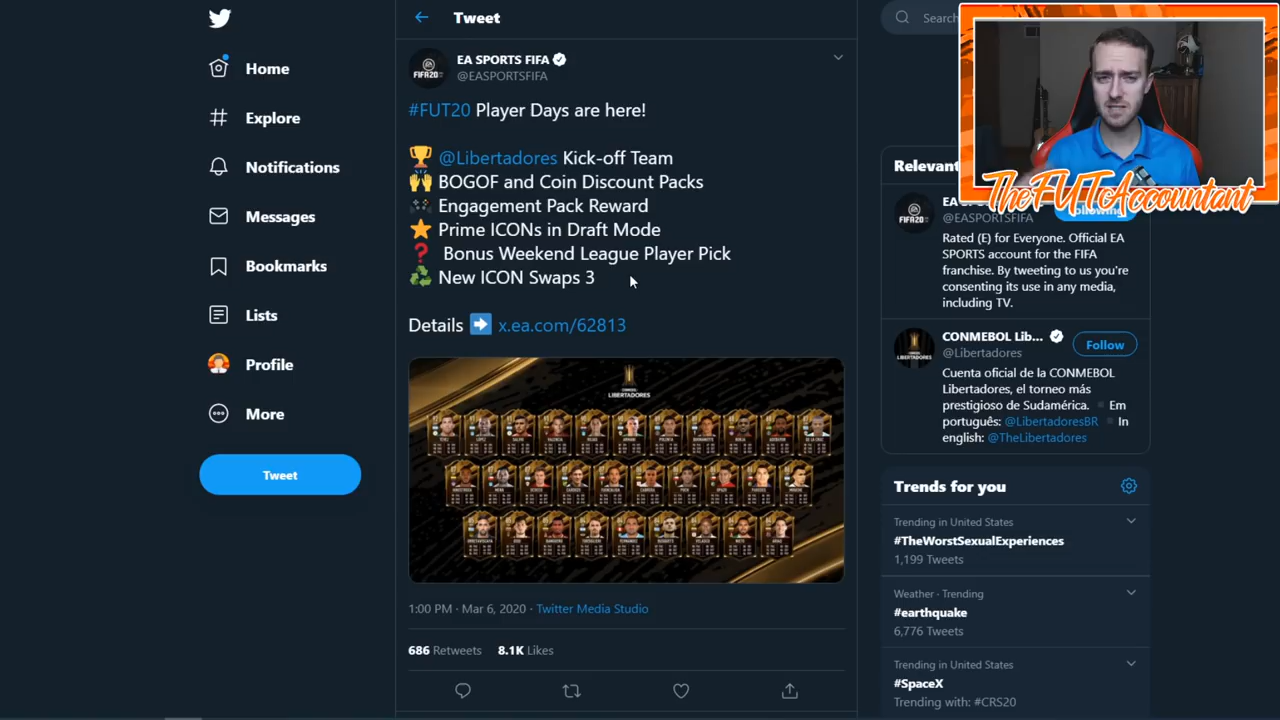 Home
Explore
Notifications
Messages
Bookmarks
Lists
Profile
More
Tweet
Tweet
EA SPORTS FIFA
@EASPORTSFIFA
#FUT20 Player Days are here!
@Libertadores Kick-off Team
BOGOF and Coin Discount Packs
Engagement Pack Reward
Prime ICONs in Draft Mode
Bonus Weekend League Player Pick
New ICON Swaps 3
Details x.ea.com/62813
CONMEBOL
LIBERTADORES
1:00 PM · Mar 6, 2020 · Twitter Media Studio
686 Retweets 8.1K Likes
Search
TheFUTAccountant
Relevant
EA
@EASPORTSFIFA
Following
Rated (E) for Everyone. Official EA
SPORTS account for the FIFA
franchise. By tweeting to us you're
consenting its use in any media,
including TV.
CONMEBOL Lib...
@Libertadores
Follow
Cuenta oficial de la CONMEBOL
Libertadores, el torneo más
prestigioso de Sudamérica. Em
português: @LibertadoresBR In
english: @TheLibertadores
Trends for you
Trending in United States
#TheWorstSexualExperiences
1,199 Tweets
Weather · Trending
#earthquake
6,776 Tweets
Trending in United States
#SpaceX
Trending with: #CRS20